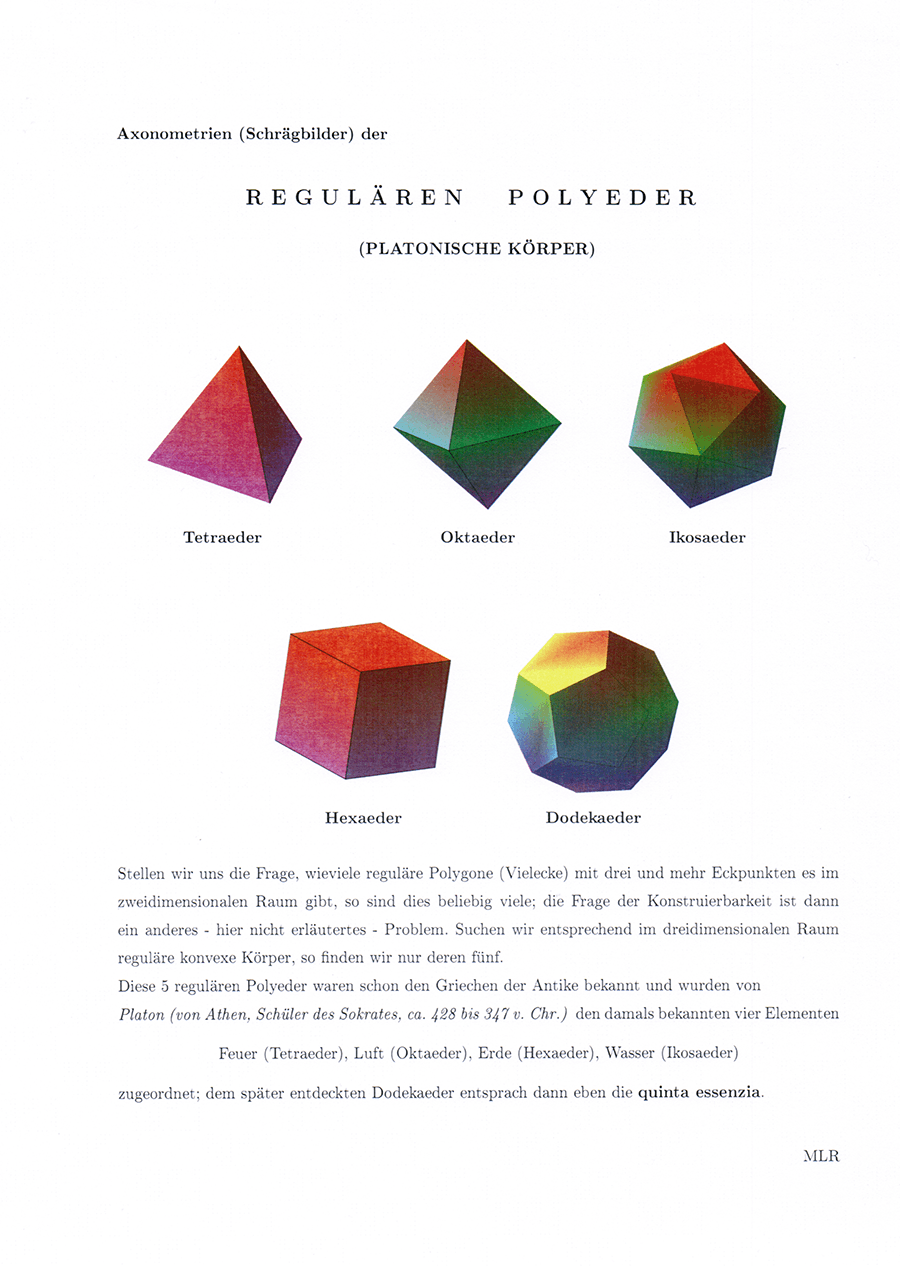 Axonometrien (Schrägbilder) der
REGULÄREN POLYEDER
(PLATONISCHE KÖRPER)
Tetraeder
Oktaeder
Ikosaeder
Hexaeder
Dodekaeder
Stellen wir uns die Frage, wieviele reguläre Polygone (Vielecke) mit drei und mehr Eckpunkten es im
zweidimensionalen Raum gibt, so sind dies beliebig viele; die Frage der Konstruierbarkeit ist dann
ein anderes - hier nicht erläutertes - Problem. Suchen wir entsprechend im dreidimensionalen Raum
reguläre konvexe Körper, so finden wir nur deren fünf.
Diese 5 regulären Polyeder waren schon den Griechen der Antike bekannt und wurden von
Platon (von Athen, Schüler des Sokrates, ca. 428 bis 347 v. Chr.) den damals bekannten vier Elementen
Feuer (Tetraeder), Luft (Oktaeder), Erde (Hexaeder), Wasser (Ikosaeder)
zugeordnet; dem später entdeckten Dodekaeder entsprach dann eben die quinta essenzia.
MLR